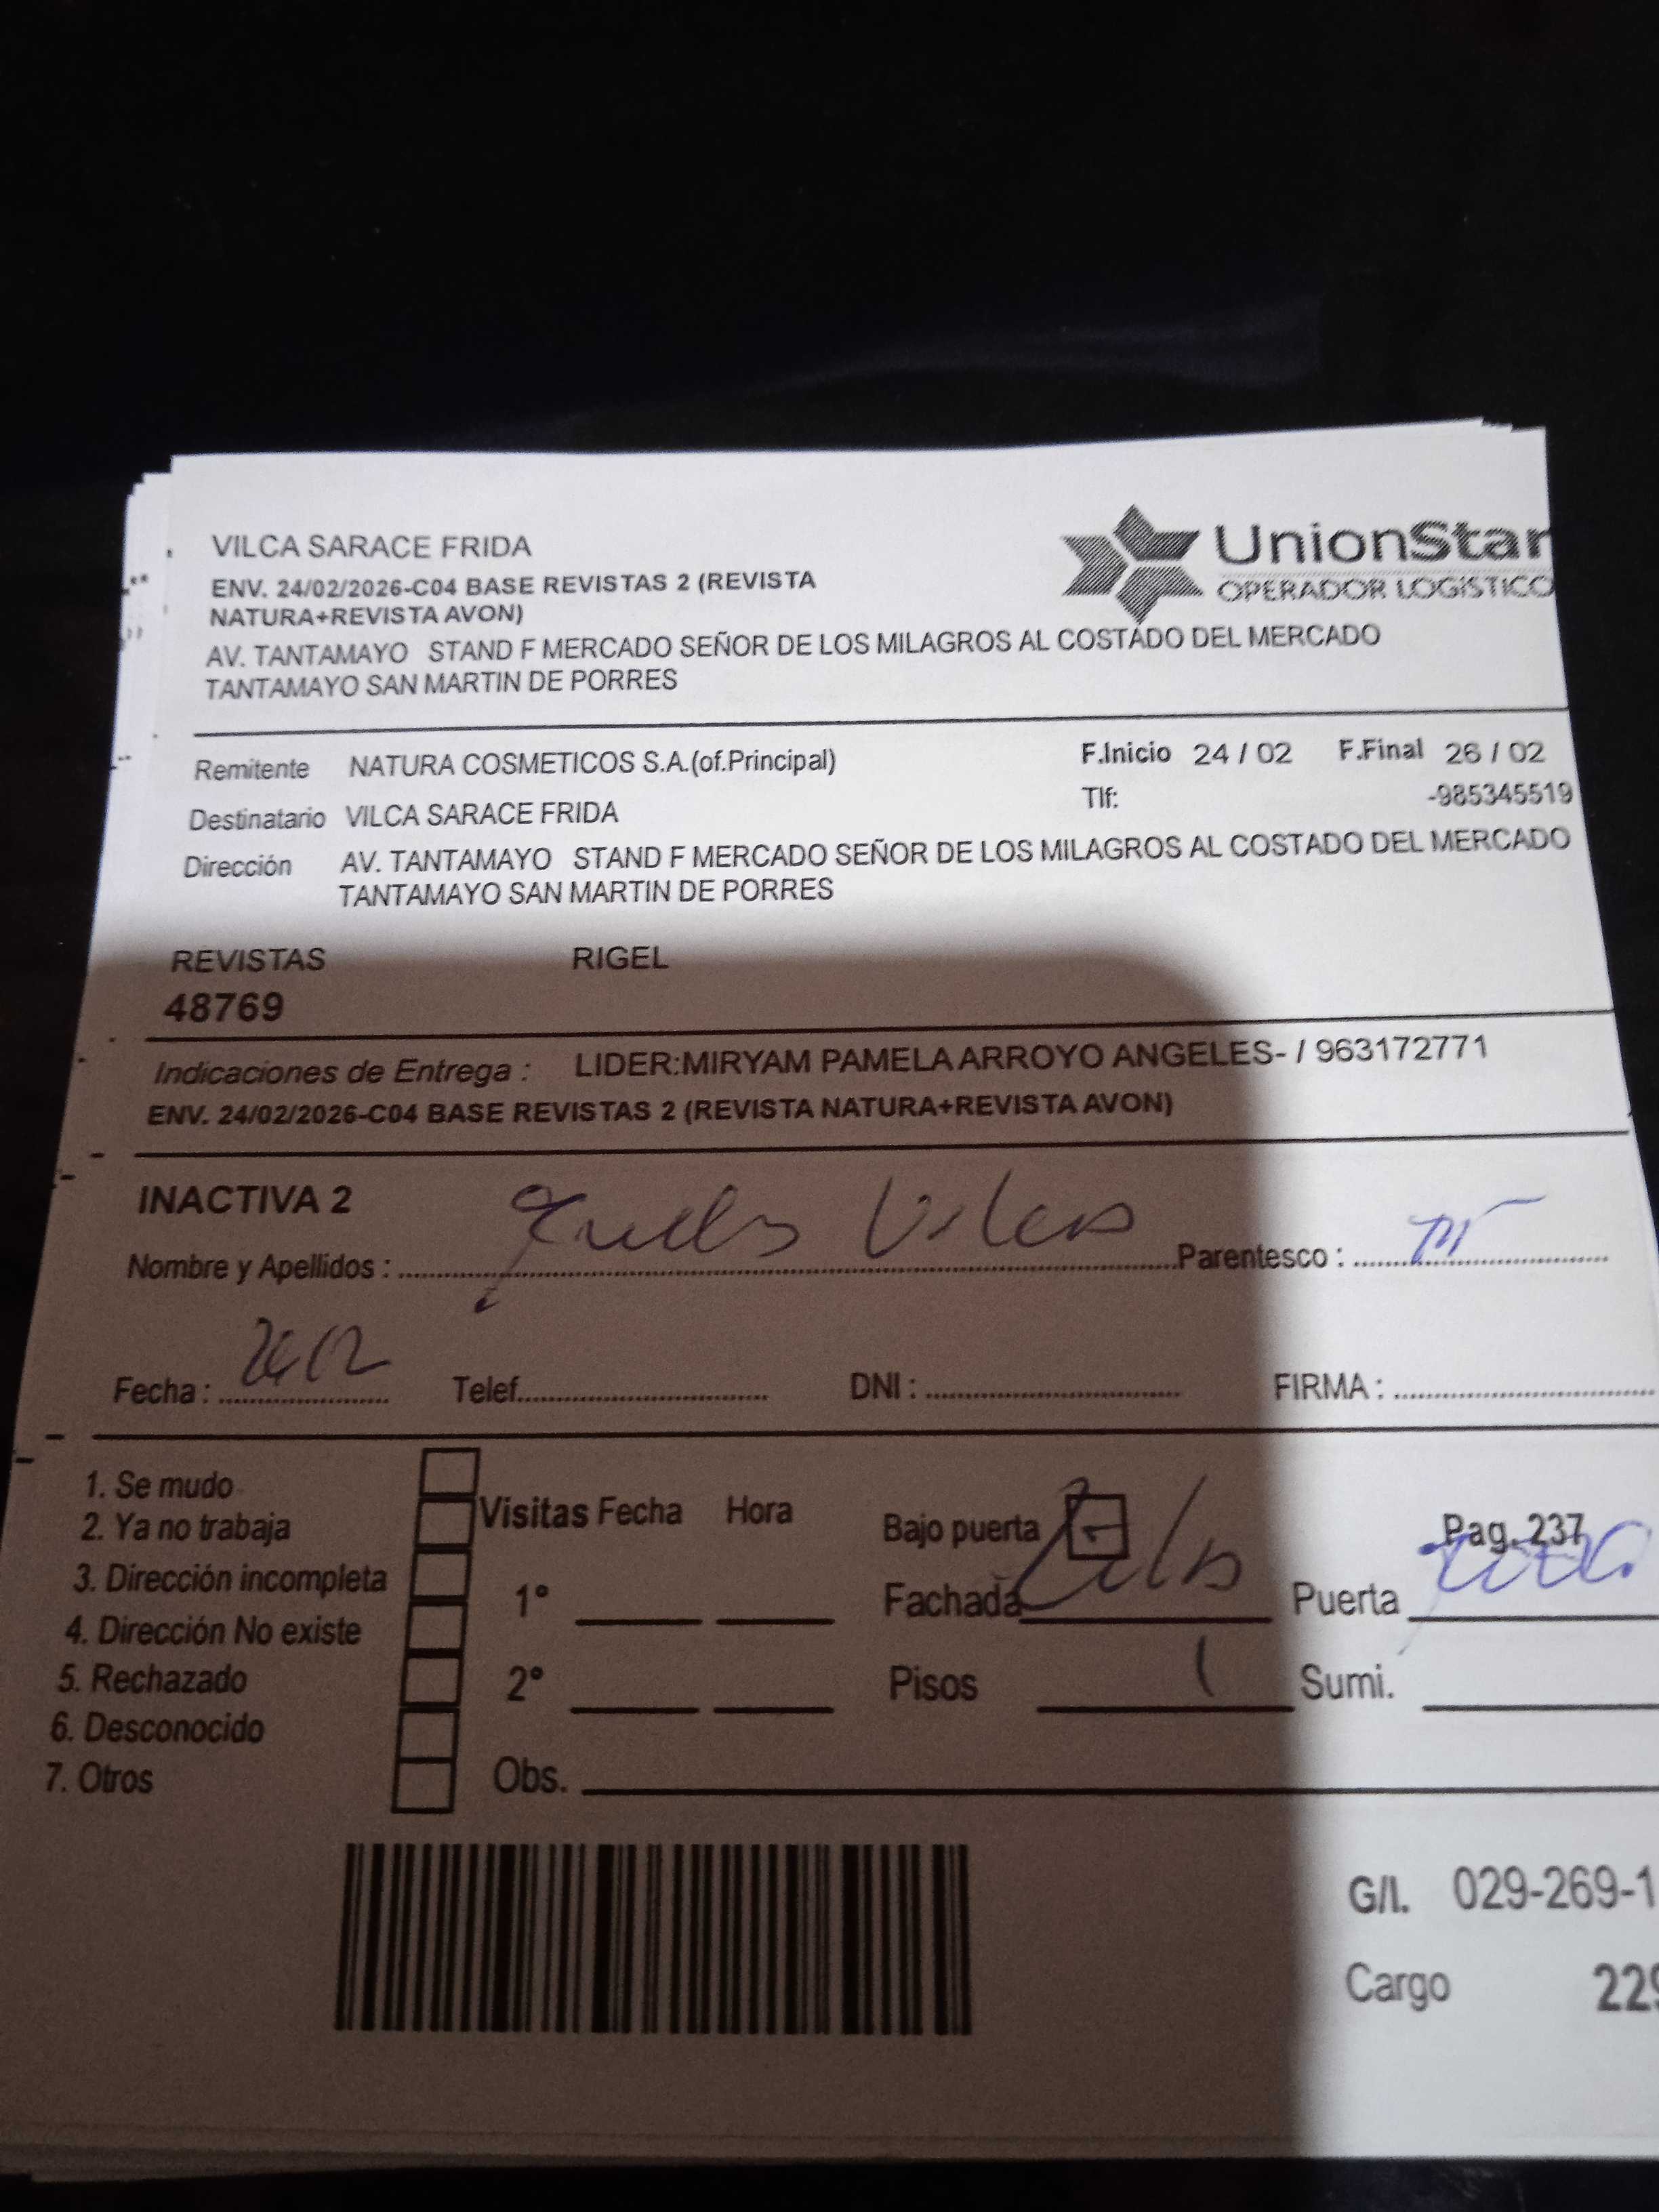 VILCA SARACE FRIDA
UnionStar
OPERADOR LOGISTICO
ENV. 24/02/2026-C04 BASE REVISTAS 2 (REVISTA
NATURA+REVISTA AVON)
AV. TANTAMAYO STAND F MERCADO SEÑOR DE LOS MILAGROS AL COSTADO DEL MERCADO
TANTAMAYO SAN MARTIN DE PORRES
Remitente NATURA COSMETICOS S.A.(of.Principal) F.Inicio 24 / 02 F.Final 26 / 02
Tlf: -985345519
Destinatario VILCA SARACE FRIDA
Dirección AV. TANTAMAYO STAND F MERCADO SEÑOR DE LOS MILAGROS AL COSTADO DEL MERCADO
TANTAMAYO SAN MARTIN DE PORRES
REVISTAS RIGEL
48769
Indicaciones de Entrega : LIDER:MIRYAM PAMELA ARROYO ANGELES- / 963172771
ENV. 24/02/2026-C04 BASE REVISTAS 2 (REVISTA NATURA+REVISTA AVON)
INACTIVA 2
Nombre y Apellidos : Parentesco :
Fecha : Telef. DNI : FIRMA :
1. Se mudo
2. Ya no trabaja
3. Dirección incompleta
4. Dirección No existe
5. Rechazado
6. Desconocido
7. Otros
Visitas Fecha Hora
1°
2°
Obs.
Bajo puerta 1 Pag. 237
Fachada Puerta
Pisos 1 Sumi.
G/I. 029-269-1
Cargo 229